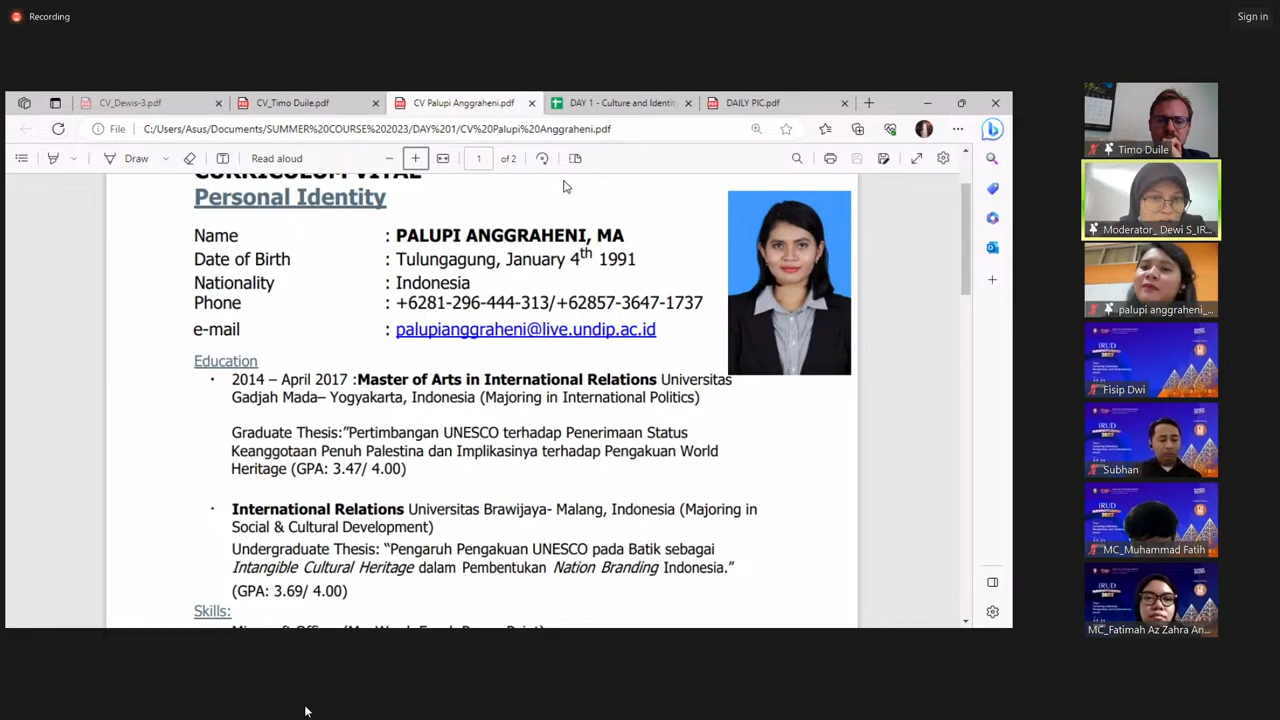 Recording
Sign in
CV_Dewis-3.pdf
CV_Timo Duile.pdf
CV Palupi Anggraheni.pdf
DAY 1 - Culture and Identit
DAILY PIC.pdf
File
C:/Users/Asus/Documents/SUMMER%20COURSE%202023/DAY%201/CV%20Palupi%20Anggraheni.pdf
Draw
Read aloud
1
of 2
CURRICULUM VITAE
Personal Identity
Name : PALUPI ANGGRAHENI, MA
Date of Birth : Tulungagung, January 4th 1991
Nationality : Indonesia
Phone : +6281-296-444-313/+62857-3647-1737
e-mail : palupianggraheni@live.undip.ac.id
Education
· 2014 – April 2017 :Master of Arts in International Relations Universitas
Gadjah Mada– Yogyakarta, Indonesia (Majoring in International Politics)
Graduate Thesis:”Pertimbangan UNESCO terhadap Penerimaan Status
Keanggotaan Penuh Palestina dan Implikasinya terhadap Pengakuan World
Heritage (GPA: 3.47/ 4.00)
· International Relations Universitas Brawijaya- Malang, Indonesia (Majoring in
Social & Cultural Development)
Undergraduate Thesis: “Pengaruh Pengakuan UNESCO pada Batik sebagai
Intangible Cultural Heritage dalam Pembentukan Nation Branding Indonesia.”
(GPA: 3.69/ 4.00)
Skills:
Timo Duile
Moderator_ Dewi S_IR...
palupi anggraheni_...
IRUD
Fisip Dwi
Subhan
IRUD
MC_Muhammad Fatih
IRUD
MC_Fatimah Az Zahra An...